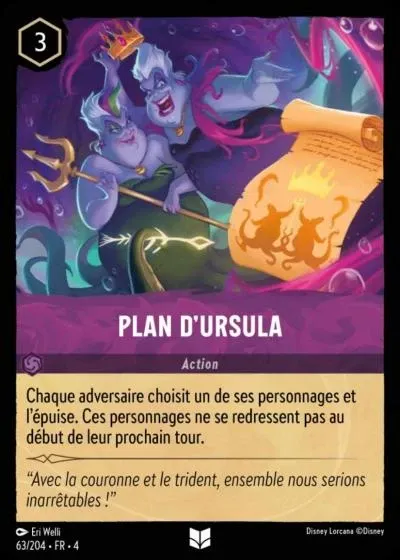 3
PLAN D'URSULA
Action
Chaque adversaire choisit un de ses personnages et
l'épuise. Ces personnages ne se redressent pas au
début de leur prochain tour.
“Avec la couronne et le trident, ensemble nous serions
inarrêtables !”
Eri Welli
Disney Lorcana ©Disney
63/204 • FR • 4